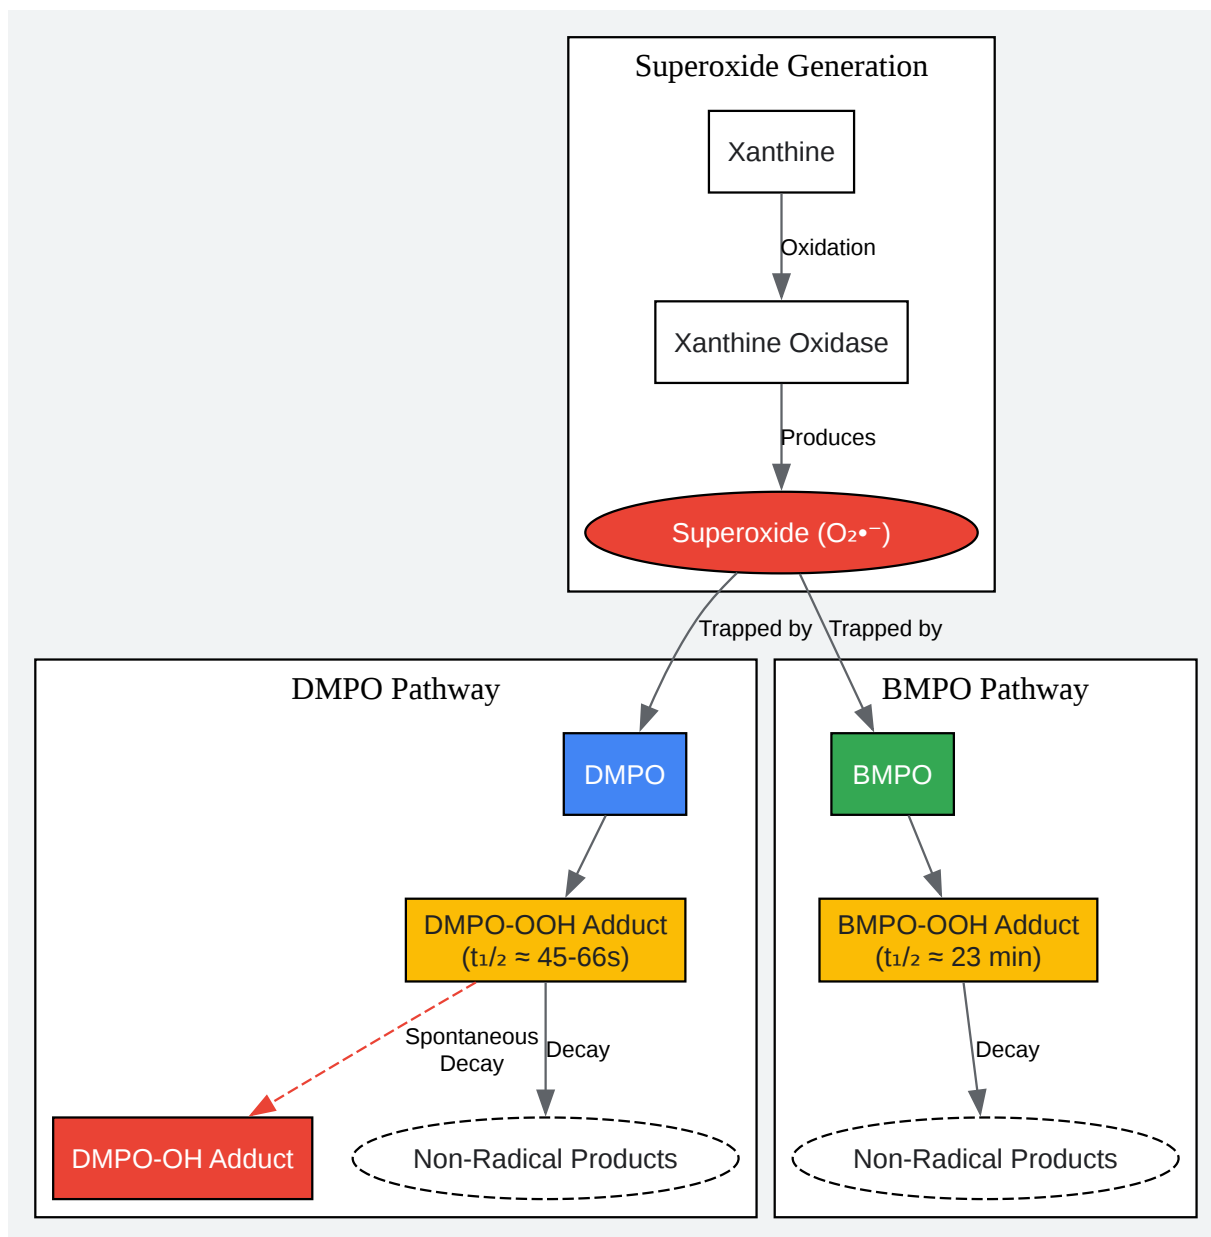 Superoxide Generation
Xanthine
Oxidation
Xanthine Oxidase
Produces
Superoxide (O₂•⁻)
Trapped by
Trapped by
DMPO Pathway
DMPO
DMPO-OOH Adduct
(t₁/₂ ≈ 45-66s)
Spontaneous
Decay
Decay
DMPO-OH Adduct
Non-Radical Products
BMPO Pathway
BMPO
BMPO-OOH Adduct
(t₁/₂ ≈ 23 min)
Decay
Non-Radical Products